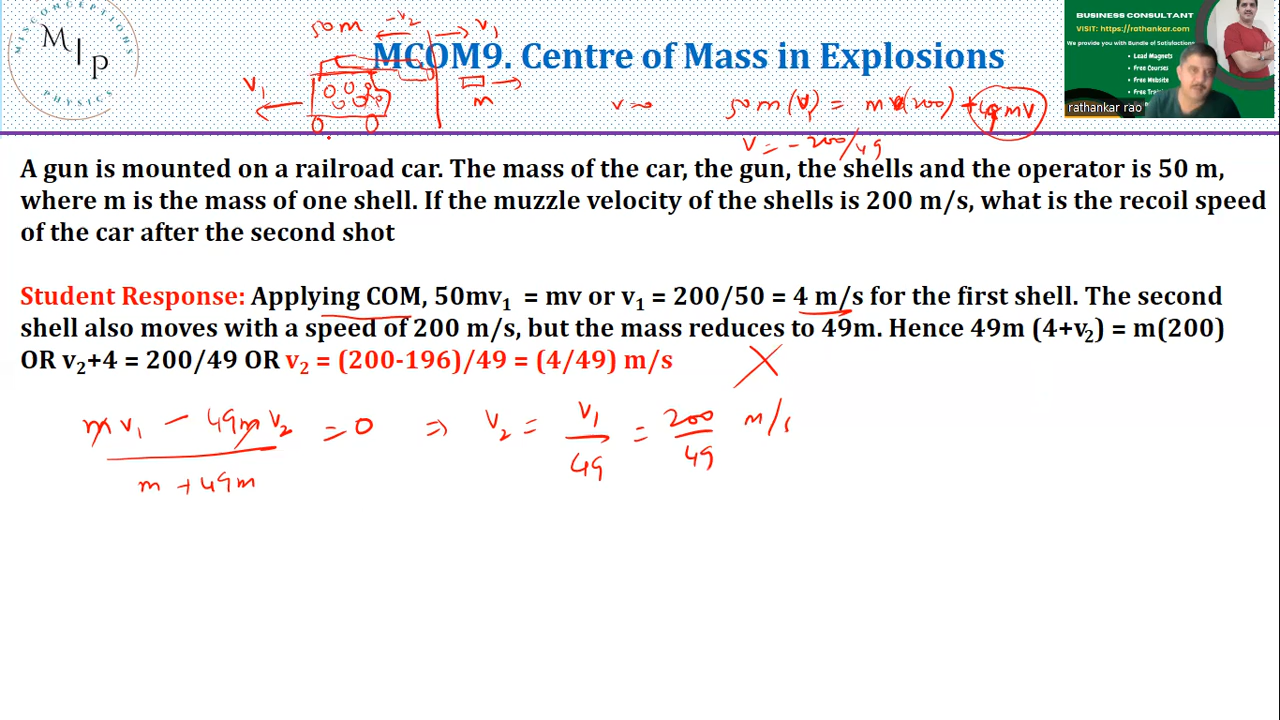 MISCONCEPTIONS
MIP
PHYSICS
50m -v2 v1
MCOM9. Centre of Mass in Explosions
v1
m
v=0
50m(v1) = m(200) + 49mv
v = -200/49
BUSINESS CONSULTANT
VISIT: https://rathankar.com
We provide you with Bundle of Satisfaction
• Lead Magnets
• Free Courses
• Free Website
rathankar rao
A gun is mounted on a railroad car. The mass of the car, the gun, the shells and the operator is 50 m,
where m is the mass of one shell. If the muzzle velocity of the shells is 200 m/s, what is the recoil speed
of the car after the second shot
Student Response: Applying COM, 50mv₁ = mv or v₁ = 200/50 = 4 m/s for the first shell. The second
shell also moves with a speed of 200 m/s, but the mass reduces to 49m. Hence 49m (4+v₂) = m(200)
OR v₂+4 = 200/49 OR v₂ = (200-196)/49 = (4/49) m/s
mv1 - 49mv2 / m + 49m = 0 ⇒ v2 = v1/49 = 200/49 m/s